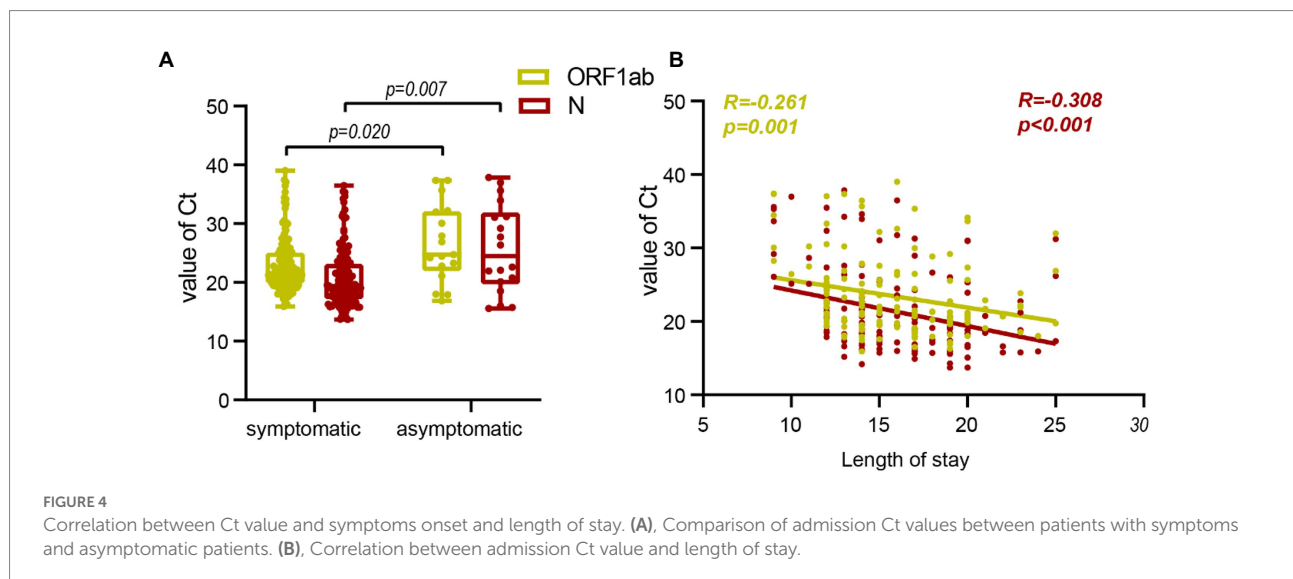 A
ORF1ab
N
p=0.007
p=0.020
50
40
30
20
10
0
value of Ct
symptomatic
asymptomatic
B
R=-0.261
p=0.001
R=-0.308
p<0.001
50
40
30
20
10
value of Ct
5
10
15
20
25
30
Length of stay
FIGURE 4
Correlation between Ct value and symptoms onset and length of stay. (A), Comparison of admission Ct values between patients with symptoms
and asymptomatic patients. (B), Correlation between admission Ct value and length of stay.